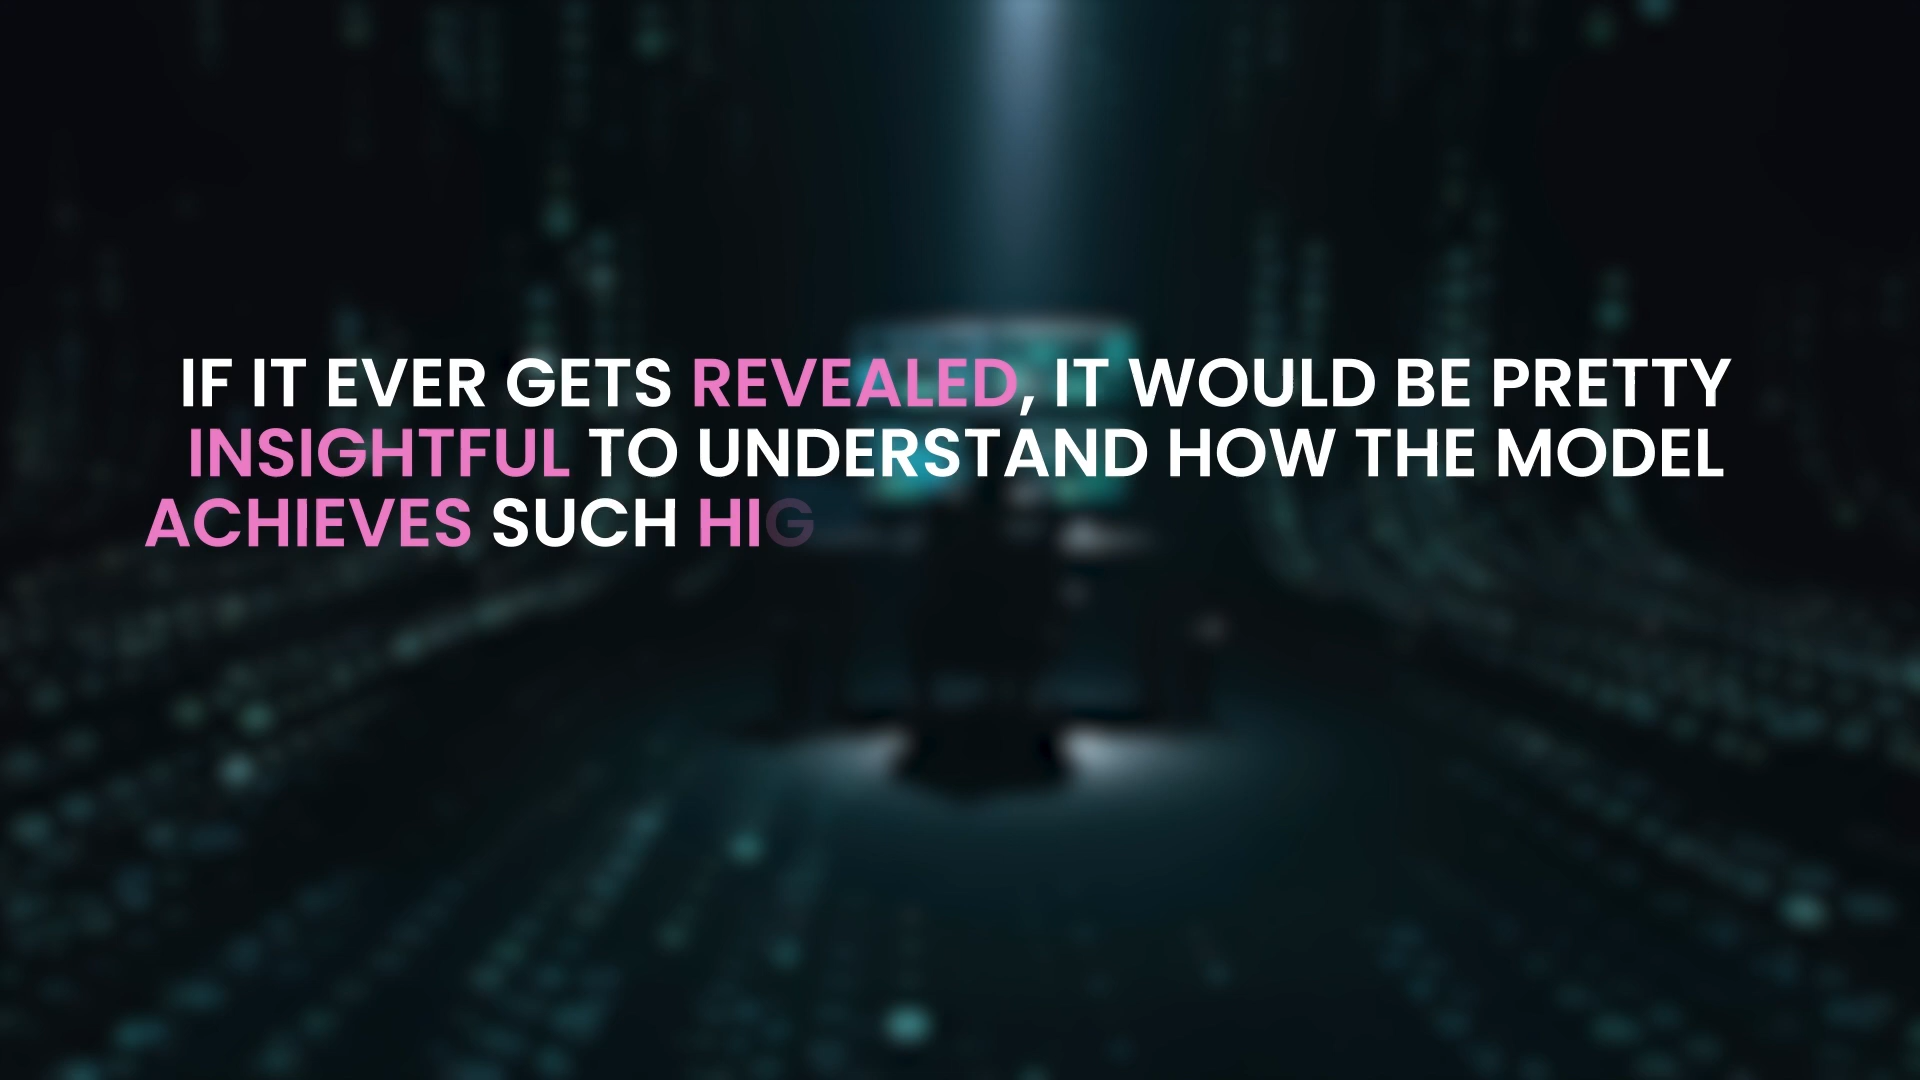 IF IT EVER GETS REVEALED, IT WOULD BE PRETTY
INSIGHTFUL TO UNDERSTAND HOW THE MODEL
ACHIEVES SUCH HIG